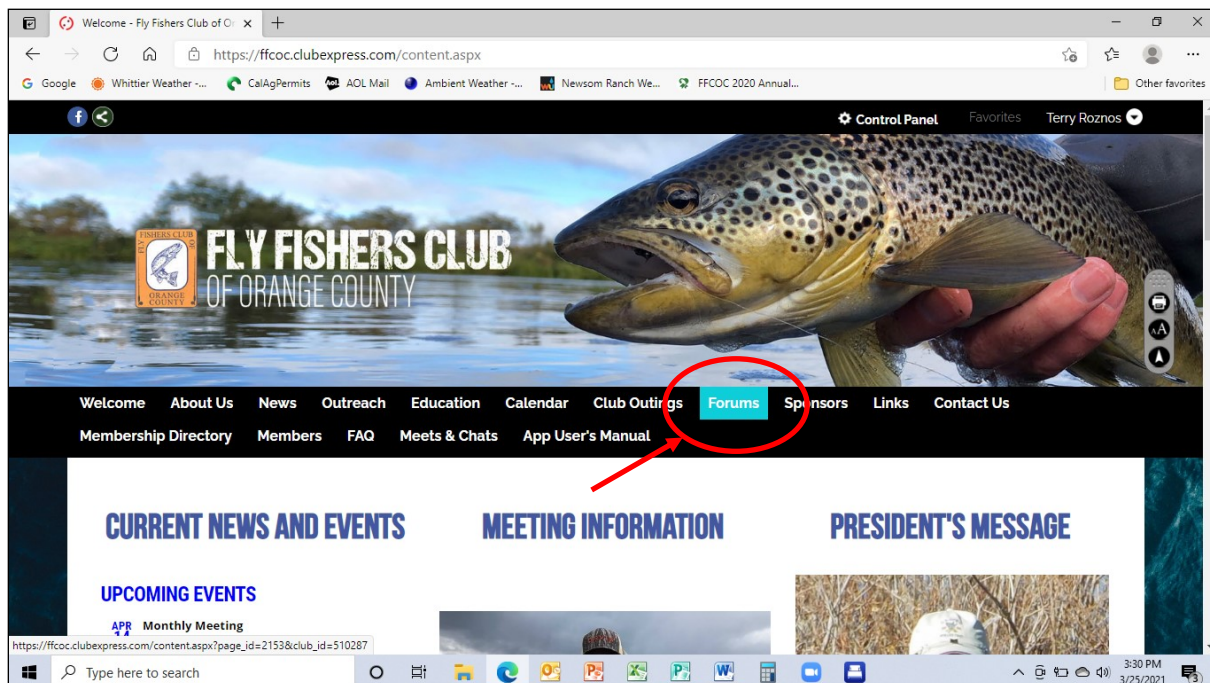 Welcome - Fly Fishers Club of Or
https://ffcoc.clubexpress.com/content.aspx
Google Whittier Weather -... CalAgPermits AOL Mail Ambient Weather -... Newsom Ranch We... FFCOC 2020 Annual... Other favorites
Control Panel Favorites Terry Roznos
FISHERS CLUB
ORANGE
COUNTY
FLY FISHERS CLUB
OF ORANGE COUNTY
AA
Welcome About Us News Outreach Education Calendar Club Outings Forums Sponsors Links Contact Us
Membership Directory Members FAQ Meets & Chats App User's Manual
CURRENT NEWS AND EVENTS MEETING INFORMATION PRESIDENT'S MESSAGE
UPCOMING EVENTS
APR Monthly Meeting
14
https://ffcoc.clubexpress.com/content.aspx?page_id=2153&club_id=510287
Type here to search
3:30 PM
3/25/2021